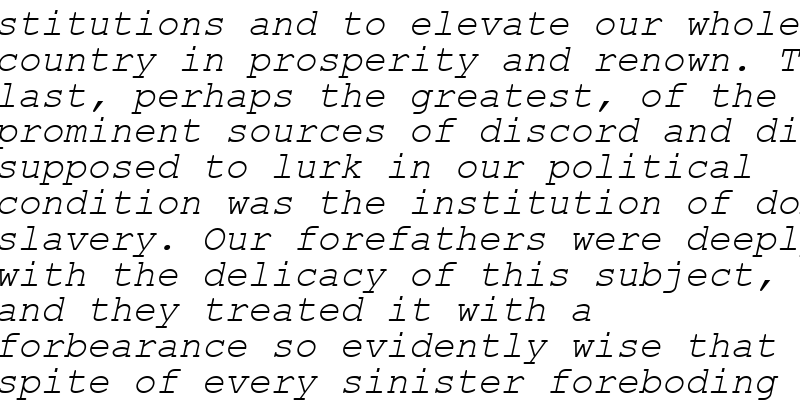 stitutions and to elevate our whole
country in prosperity and renown. T
last, perhaps the greatest, of the
prominent sources of discord and di
supposed to lurk in our political
condition was the institution of do
slavery. Our forefathers were deepl
with the delicacy of this subject,
and they treated it with a
forbearance so evidently wise that
spite of every sinister foreboding